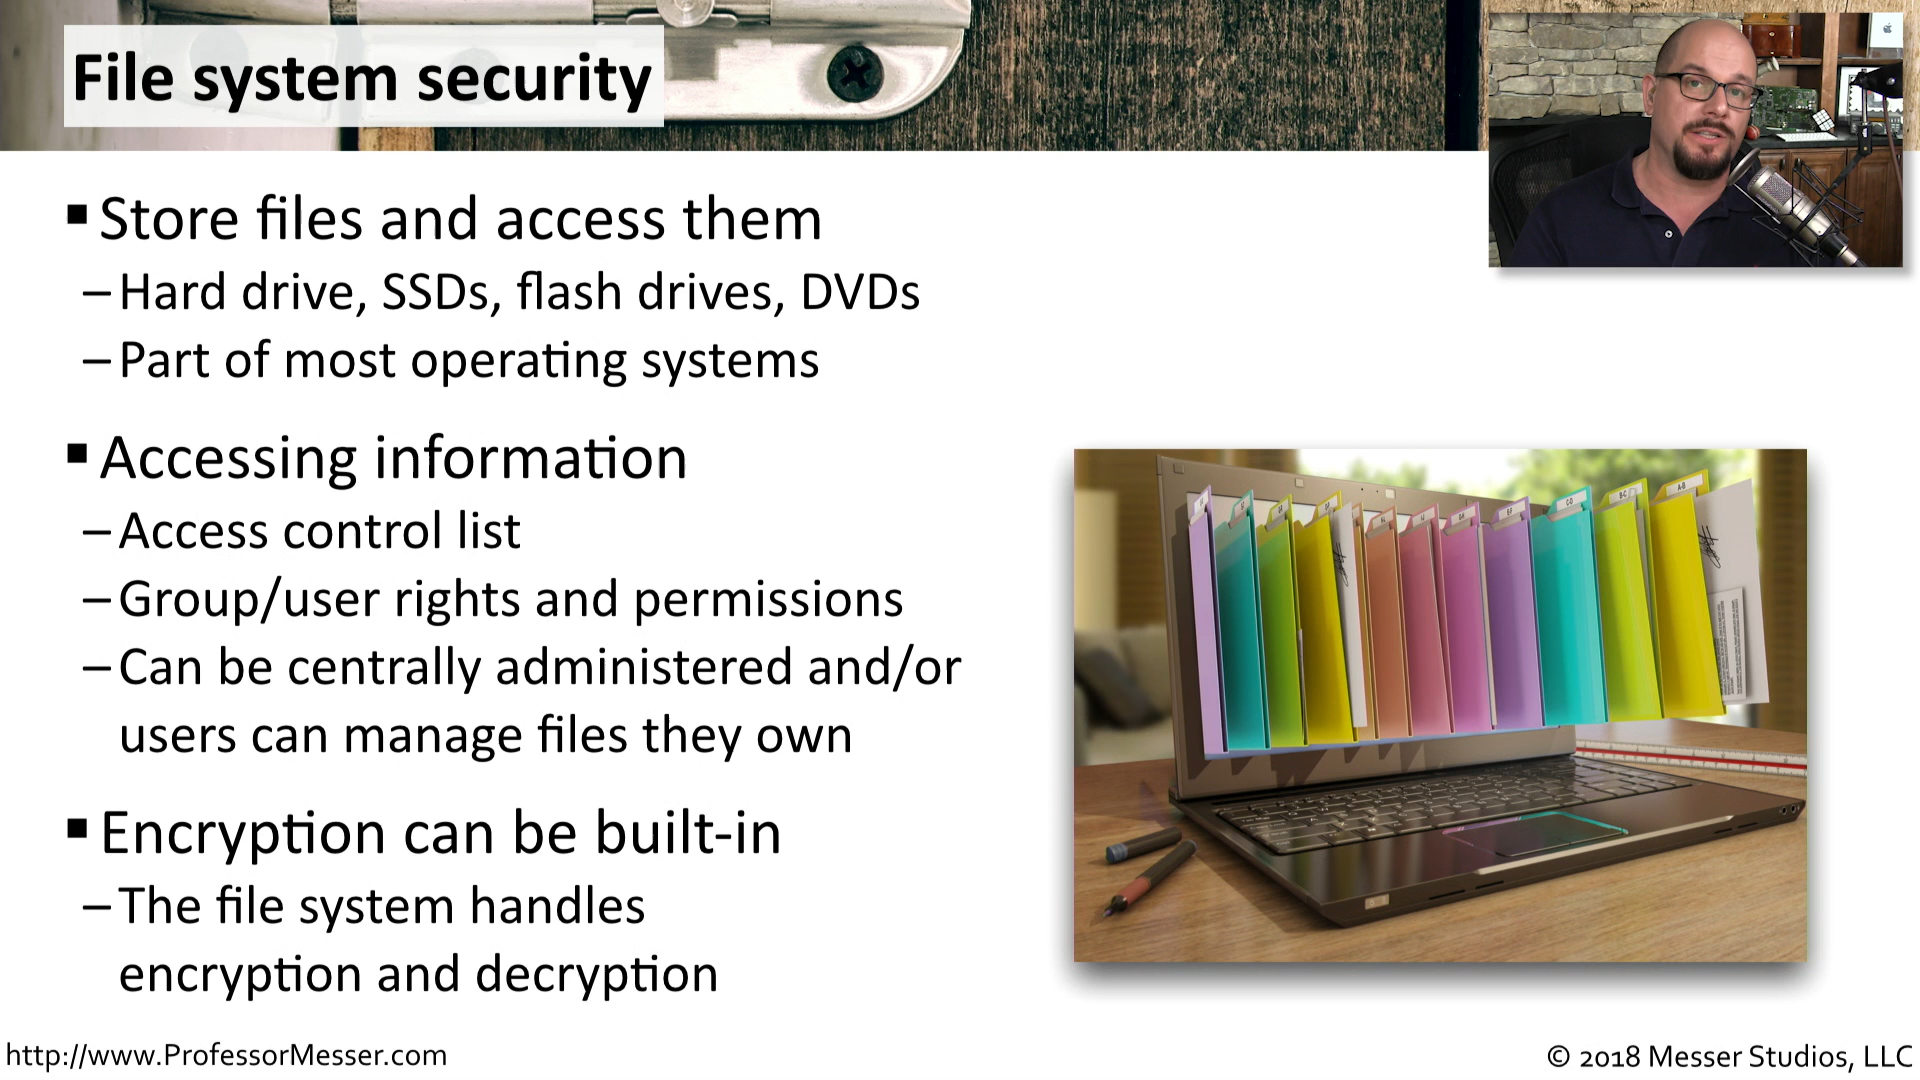 File system security
▪ Store files and access them
– Hard drive, SSDs, flash drives, DVDs
– Part of most operating systems
▪ Accessing information
– Access control list
– Group/user rights and permissions
– Can be centrally administered and/or
users can manage files they own
▪ Encryption can be built-in
– The file system handles
encryption and decryption
http://www.ProfessorMesser.com
© 2018 Messer Studios, LLC